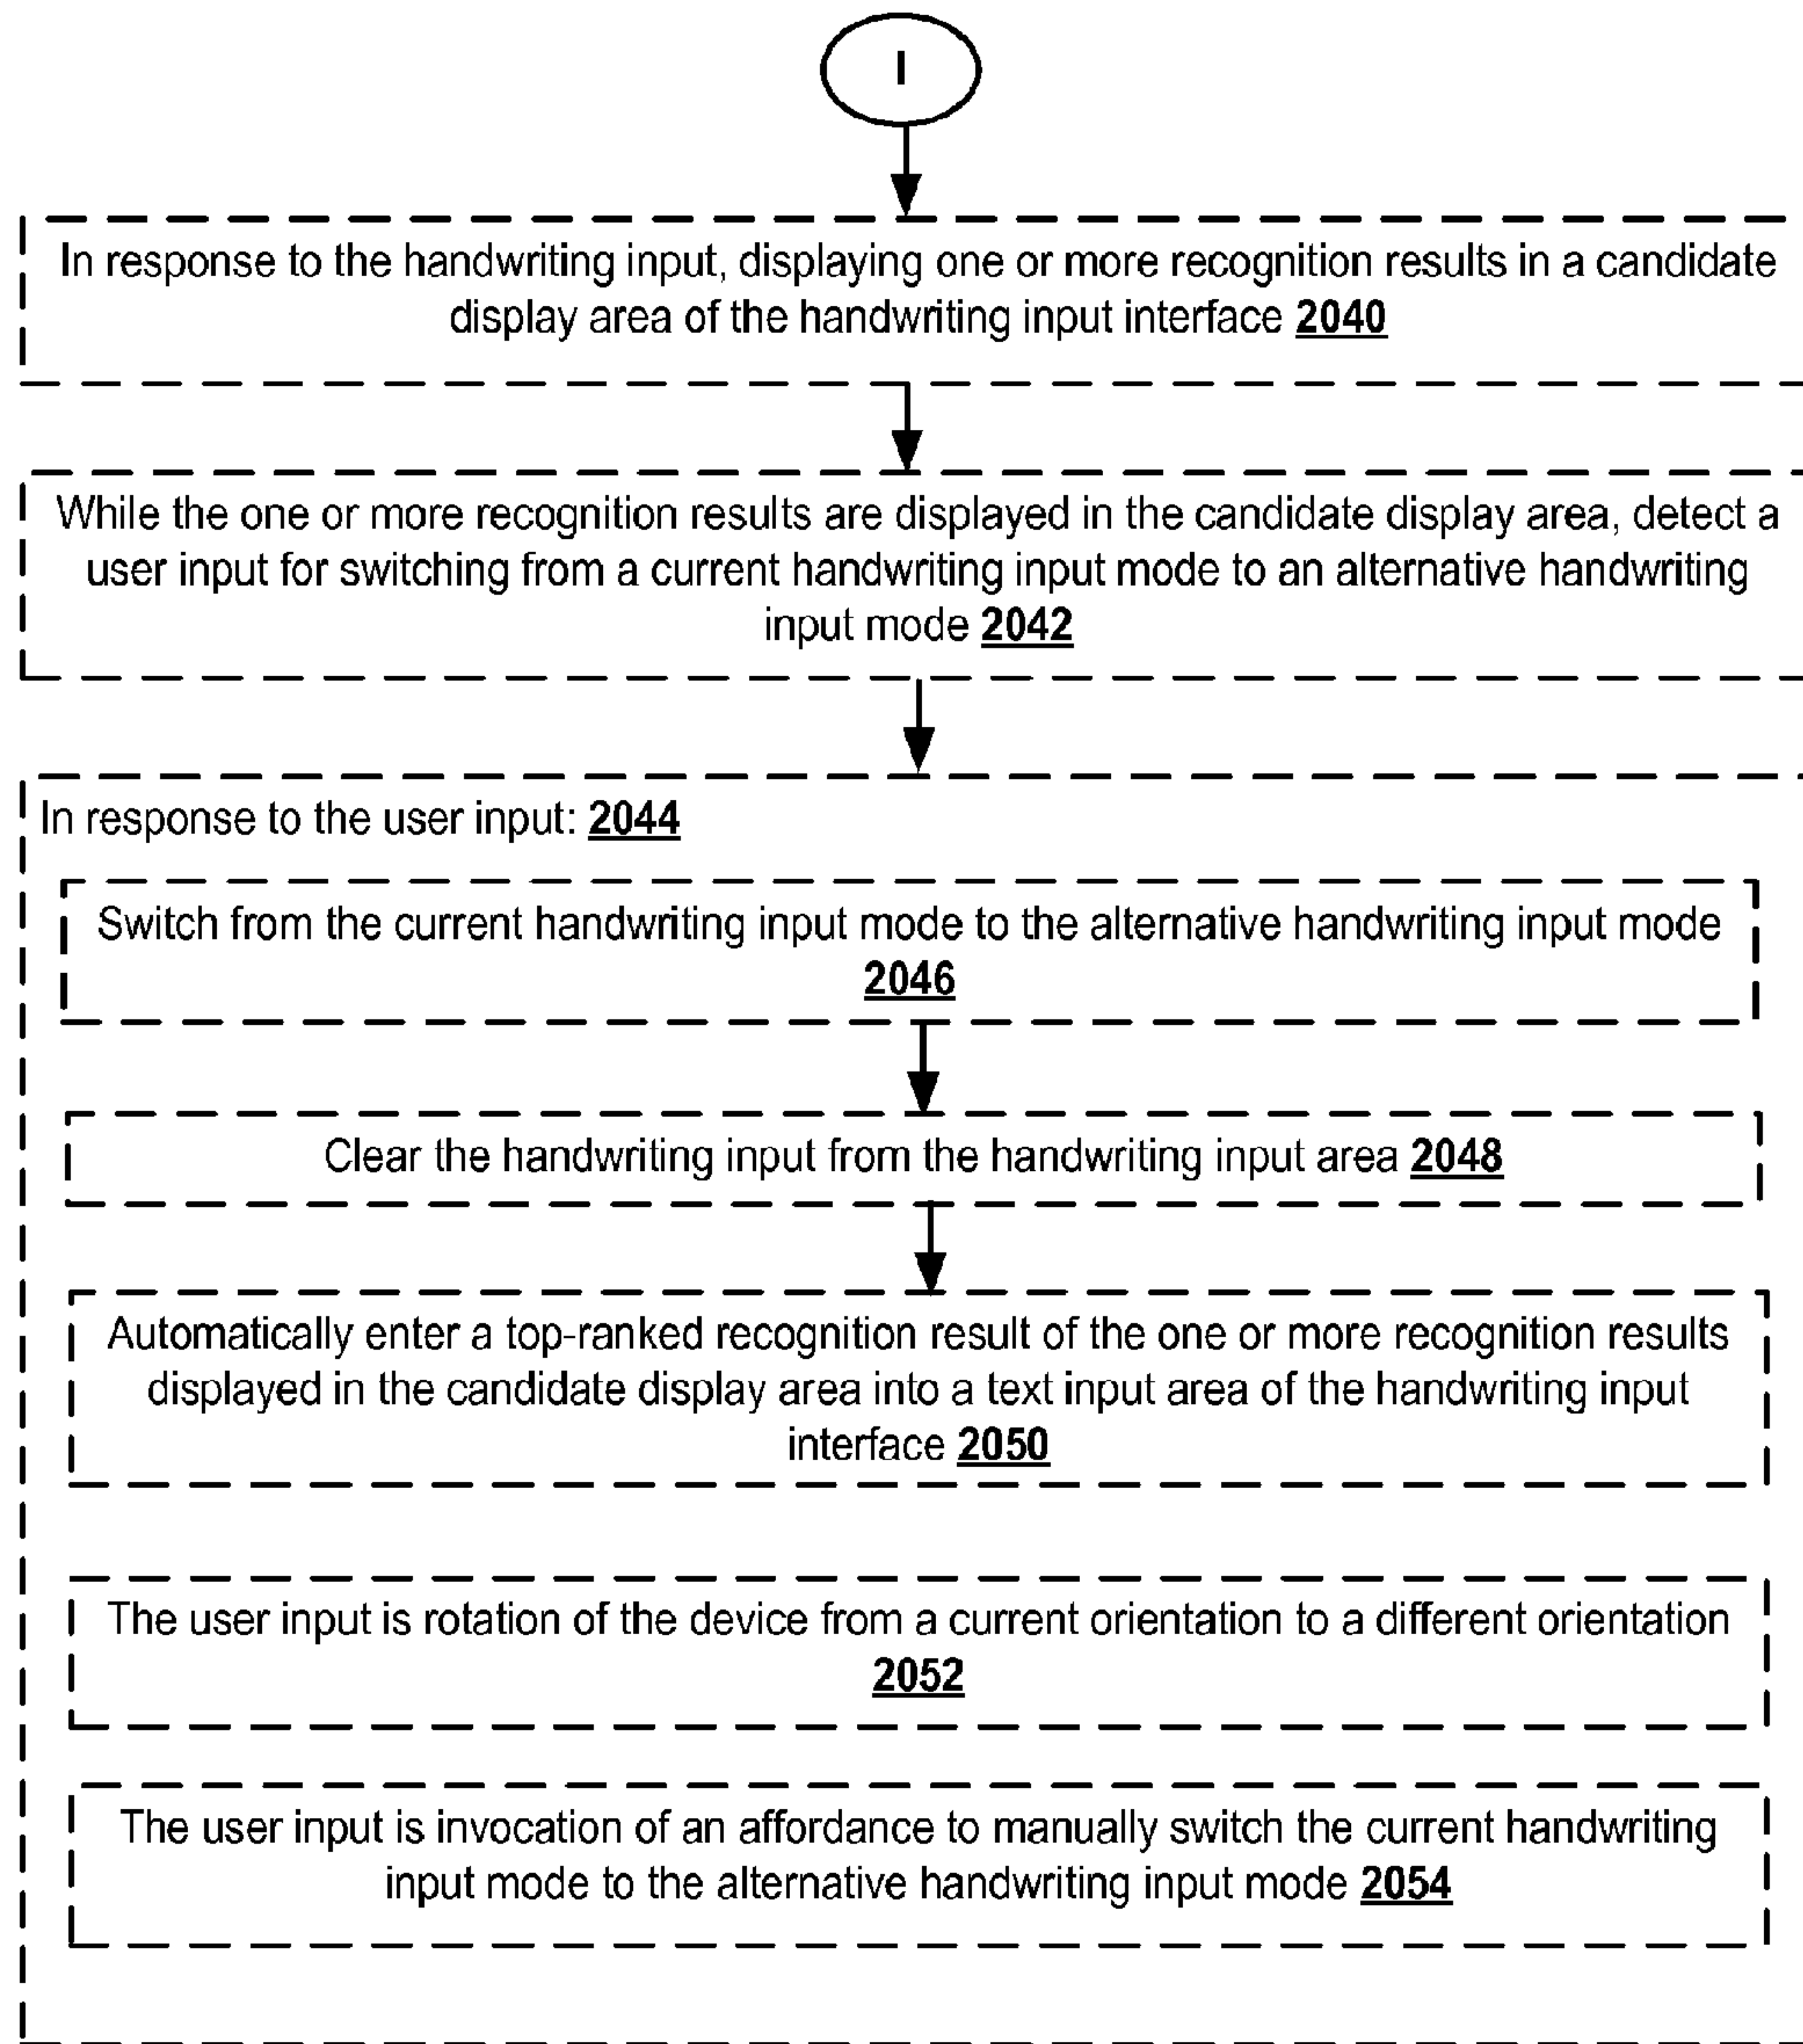 I
In response to the handwriting input, displaying one or more recognition results in a candidate
display area of the handwriting input interface 2040
While the one or more recognition results are displayed in the candidate display area, detect a
user input for switching from a current handwriting input mode to an alternative handwriting
input mode 2042
In response to the user input: 2044
Switch from the current handwriting input mode to the alternative handwriting input mode
2046
Clear the handwriting input from the handwriting input area 2048
Automatically enter a top-ranked recognition result of the one or more recognition results
displayed in the candidate display area into a text input area of the handwriting input
interface 2050
The user input is rotation of the device from a current orientation to a different orientation
2052
The user input is invocation of an affordance to manually switch the current handwriting
input mode to the alternative handwriting input mode 2054